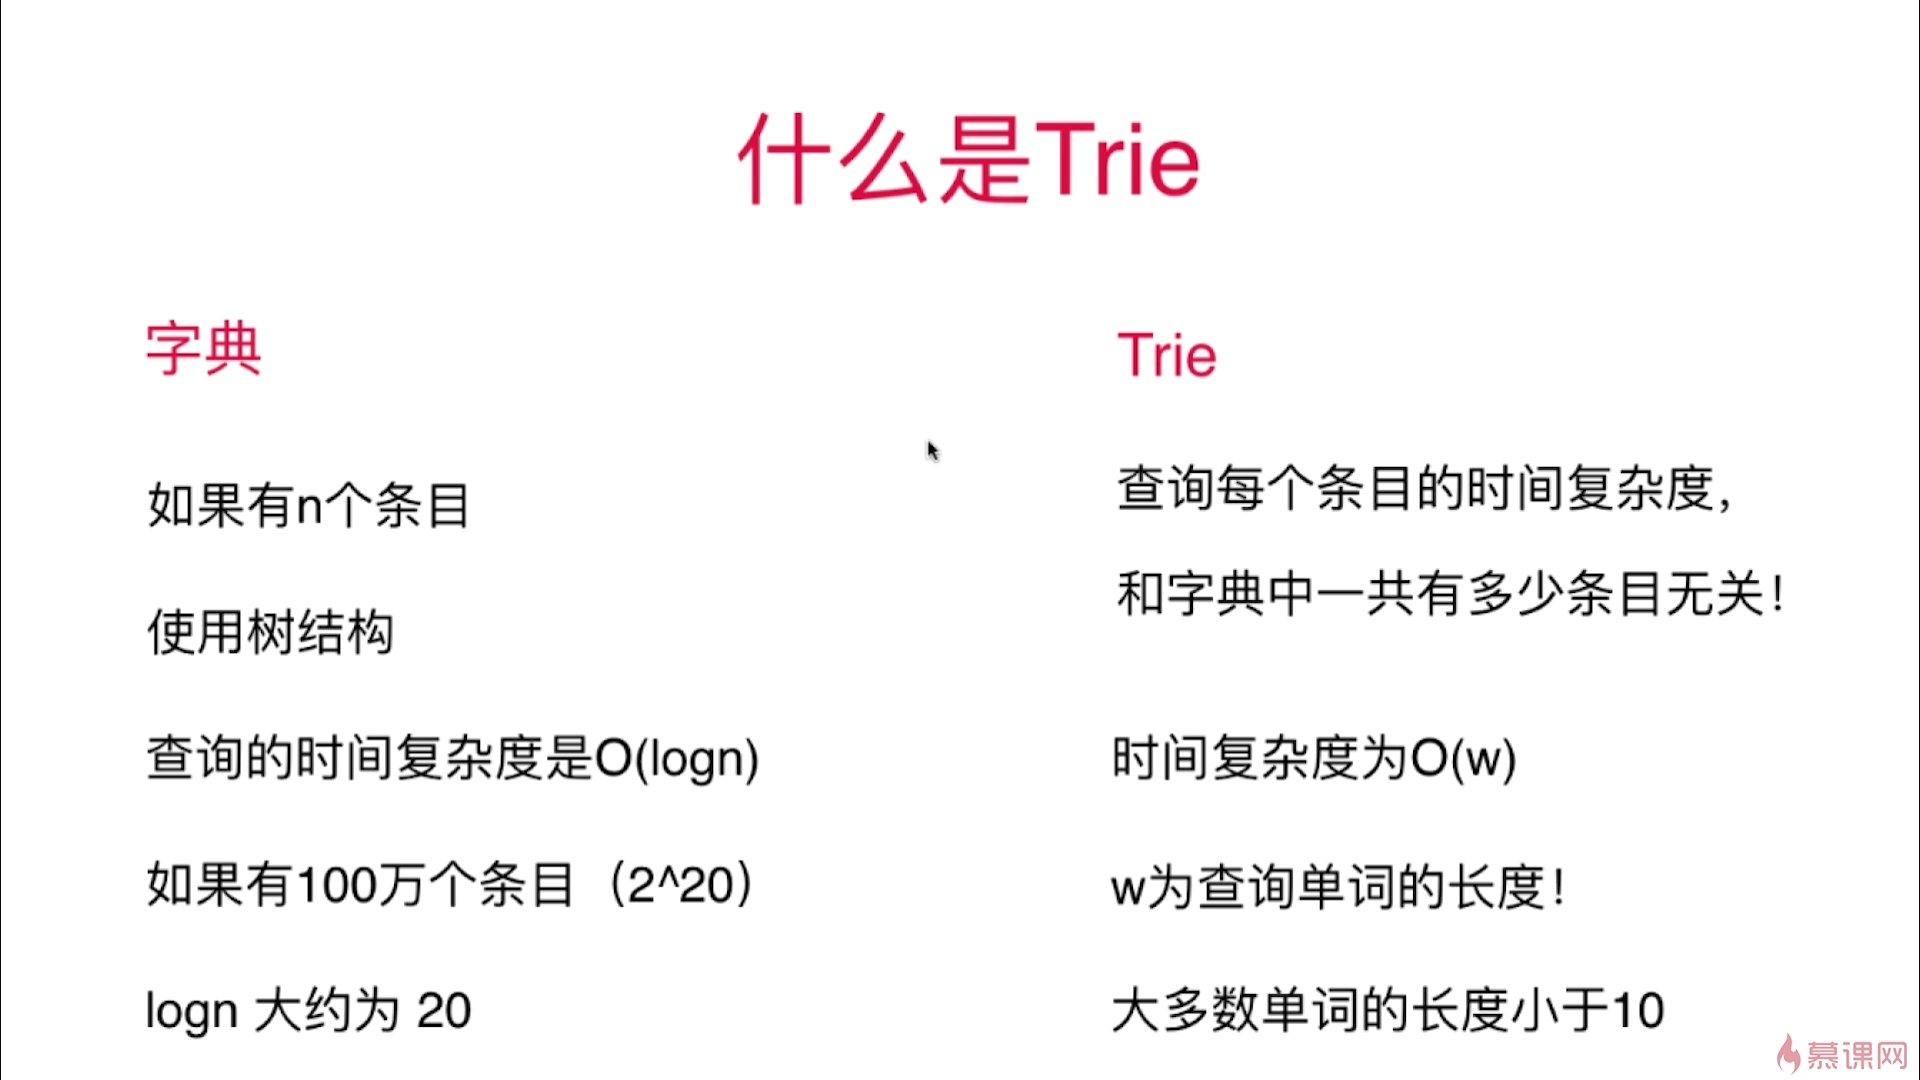 什么是Trie
字典
如果有n个条目
使用树结构
查询的时间复杂度是O(logn)
如果有100万个条目（2^20）
logn 大约为 20
Trie
查询每个条目的时间复杂度，
和字典中一共有多少条目无关！
时间复杂度为O(w)
w为查询单词的长度！
大多数单词的长度小于10
慕课网